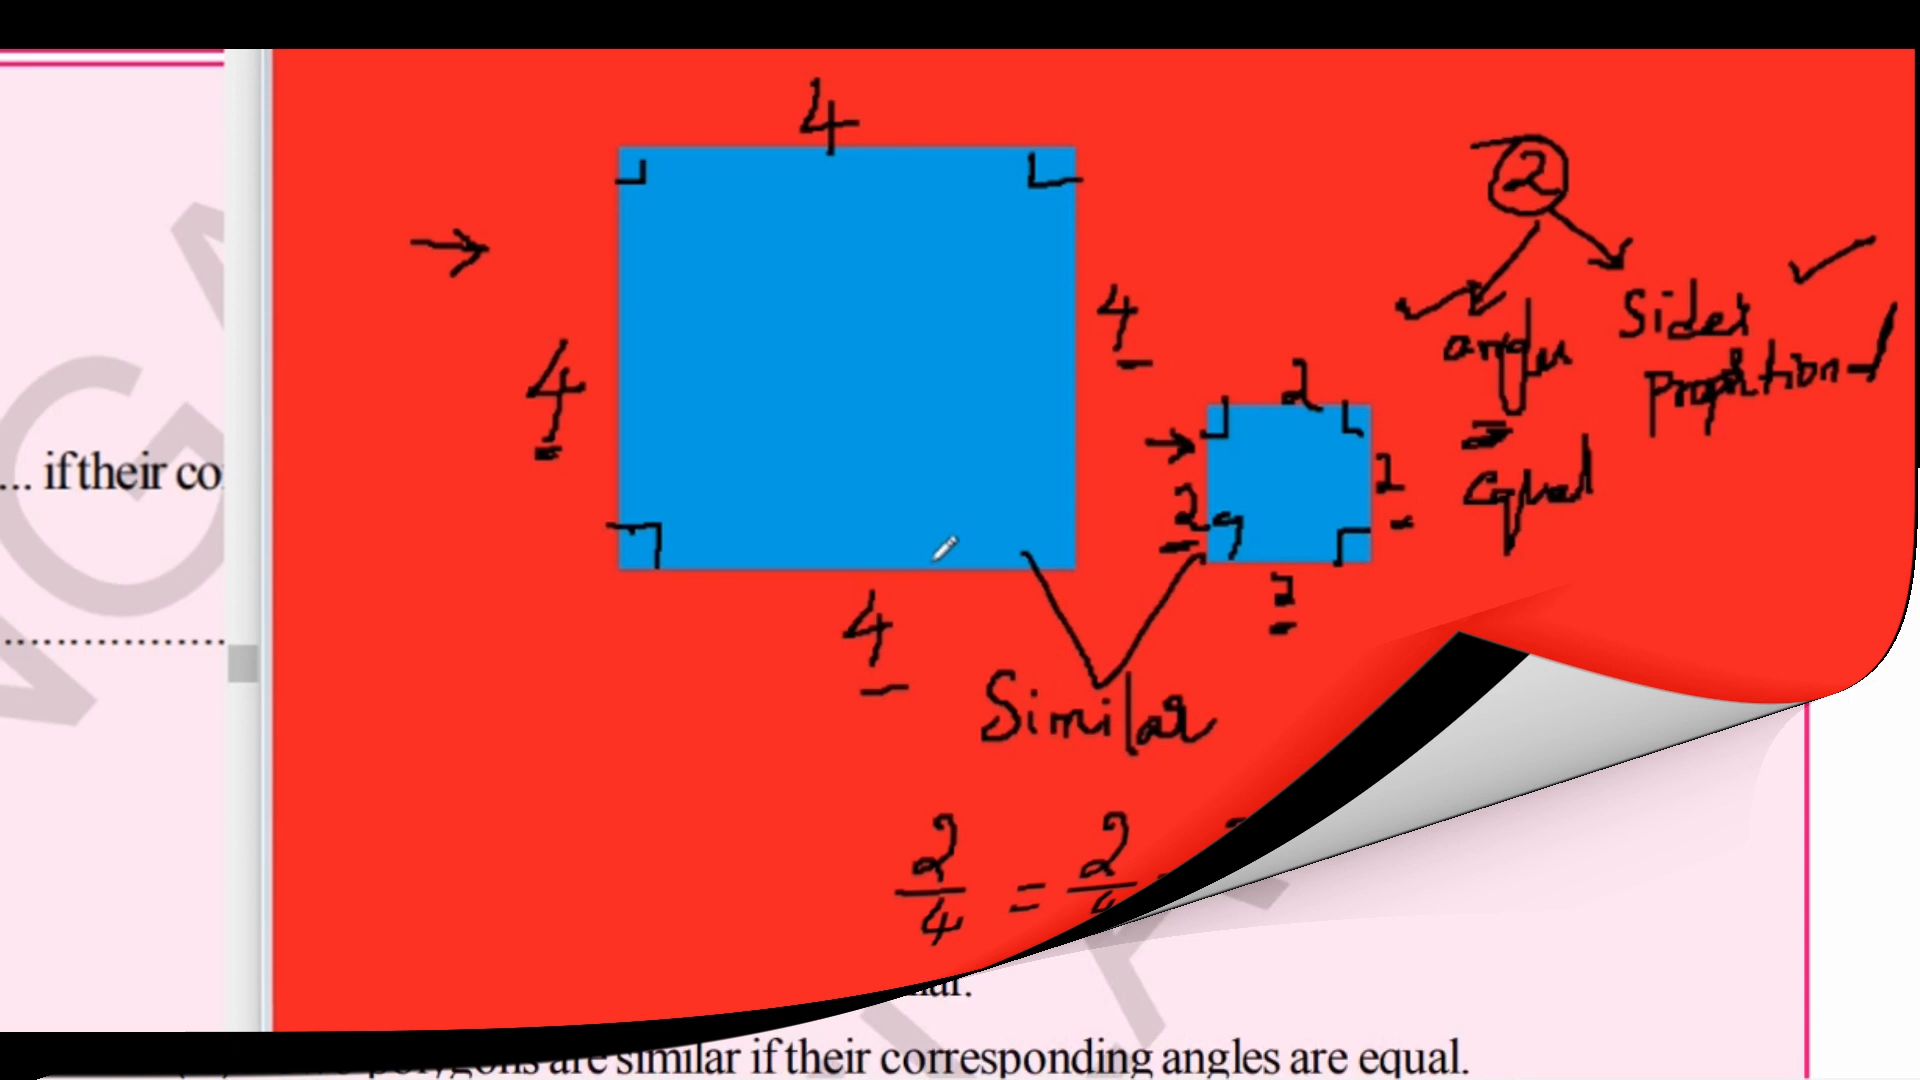 4
2
4
4
Sides
Proportional
angle
2
... if their co
2
2
Equal
2
4
Similar
2/4 = 2/4
are similar if their corresponding angles are equal.